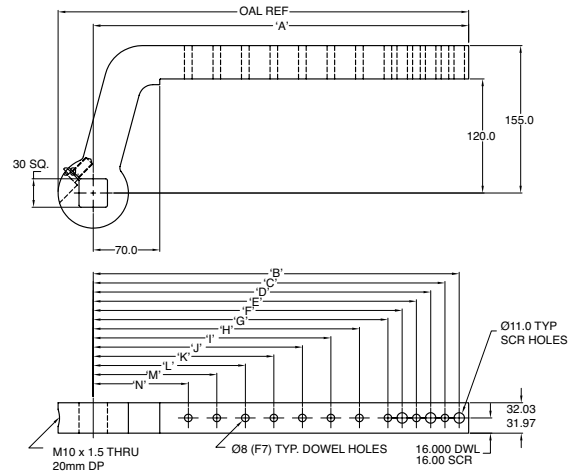 OAL REF
'A'
30 SQ.
120.0
155.0
70.0
'B'
'C'
'D'
'E'
'F'
'G'
'H'
'I'
'J'
'K'
'L'
'M'
'N'
Ø11.0 TYP
SCR HOLES
32.03
31.97
M10 x 1.5 THRU
20mm DP
Ø8 (F7) TYP. DOWEL HOLES
16.000 DWL
16.00 SCR